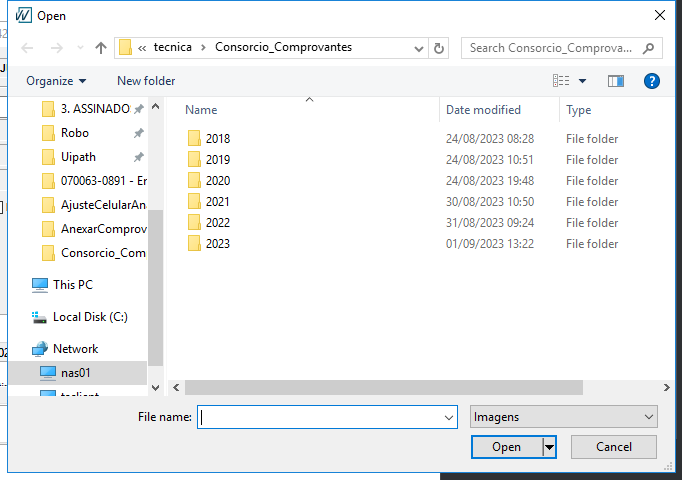 Open
« tecnica > Consorcio_Comprovantes
Search Consorcio_Comprova...
Organize
New folder
3. ASSINADO
Robo
Uipath
070063-0891 - Er
AjusteCelularAna
AnexarComprov
Consorcio_Com
This PC
Local Disk (C:)
Network
nas01
tsclient
Name Date modified Type
2018 24/08/2023 08:28 File folder
2019 24/08/2023 10:51 File folder
2020 24/08/2023 19:48 File folder
2021 30/08/2023 10:50 File folder
2022 31/08/2023 09:24 File folder
2023 01/09/2023 13:22 File folder
File name:
Imagens
Open
Cancel